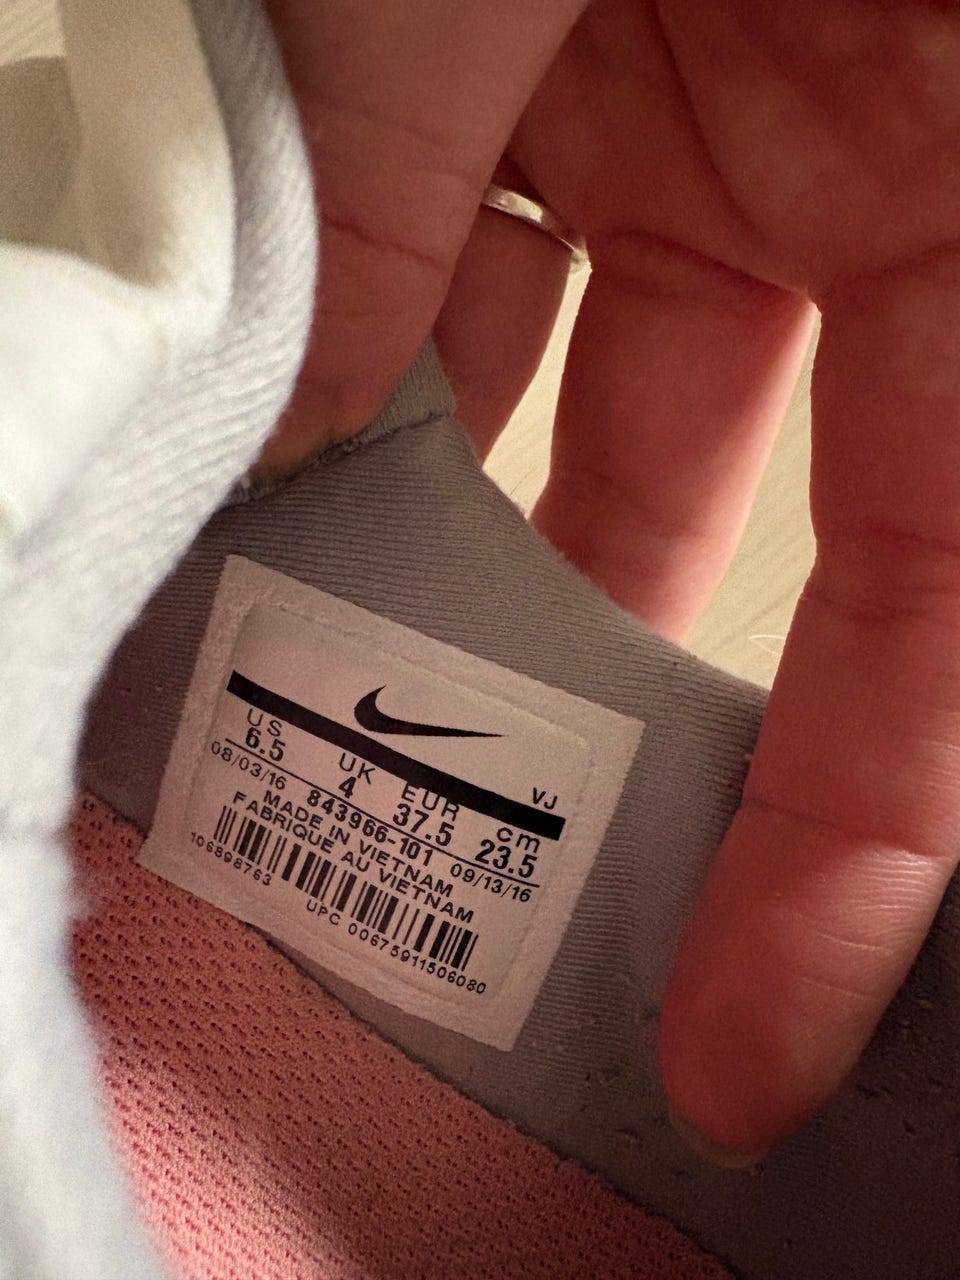 VJ
US UK EUR cm
6.5 4 37.5 23.5
08/03/16 843966-101 09/13/16
MADE IN VIETNAM
FABRIQUE AU VIETNAM
106898763
UPC 00675911506080